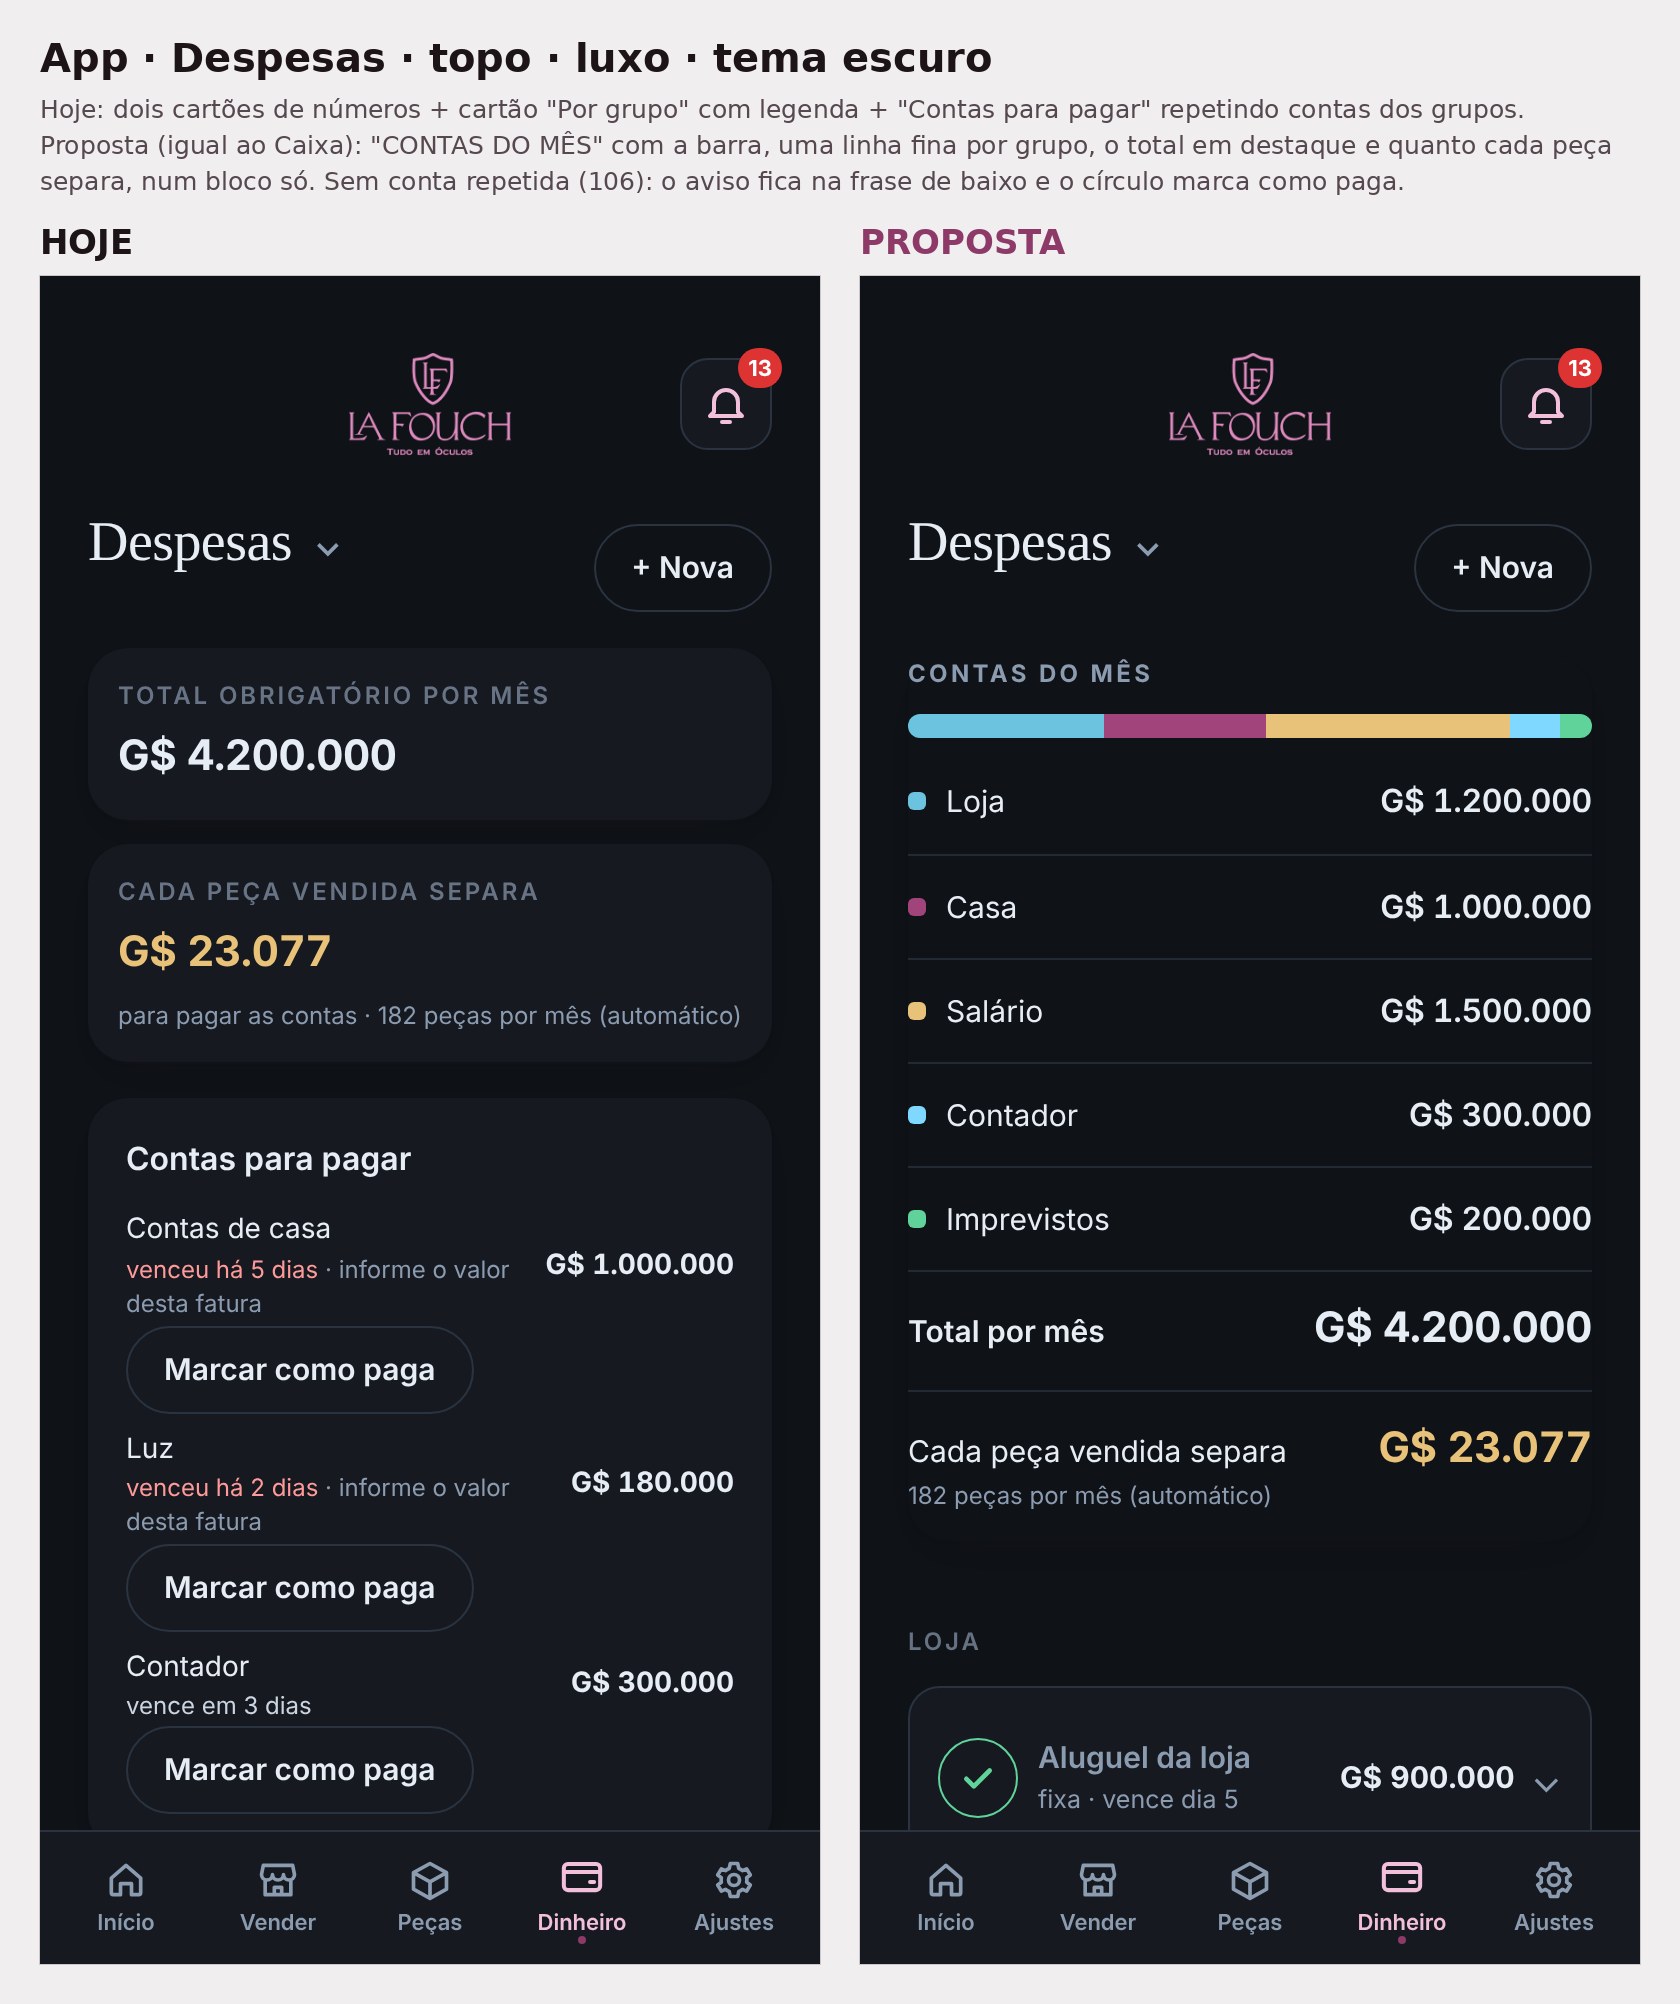 App · Despesas · topo · luxo · tema escuro
Hoje: dois cartões de números + cartão "Por grupo" com legenda + "Contas para pagar" repetindo contas dos grupos.
Proposta (igual ao Caixa): "CONTAS DO MÊS" com a barra, uma linha fina por grupo, o total em destaque e quanto cada peça
separa, num bloco só. Sem conta repetida (106): o aviso fica na frase de baixo e o círculo marca como paga.
HOJE
LF
LA FOUCH
TUDO EM ÓCULOS
13
Despesas
+ Nova
TOTAL OBRIGATÓRIO POR MÊS
G$ 4.200.000
CADA PEÇA VENDIDA SEPARA
G$ 23.077
para pagar as contas · 182 peças por mês (automático)
Contas para pagar
Contas de casa
venceu há 5 dias · informe o valor
desta fatura
G$ 1.000.000
Marcar como paga
Luz
venceu há 2 dias · informe o valor
desta fatura
G$ 180.000
Marcar como paga
Contador
vence em 3 dias
G$ 300.000
Marcar como paga
Início
Vender
Peças
Dinheiro
Ajustes
PROPOSTA
LF
LA FOUCH
TUDO EM ÓCULOS
13
Despesas
+ Nova
CONTAS DO MÊS
Loja G$ 1.200.000
Casa G$ 1.000.000
Salário G$ 1.500.000
Contador G$ 300.000
Imprevistos G$ 200.000
Total por mês G$ 4.200.000
Cada peça vendida separa G$ 23.077
182 peças por mês (automático)
LOJA
Aluguel da loja
fixa · vence dia 5
G$ 900.000
Início
Vender
Peças
Dinheiro
Ajustes